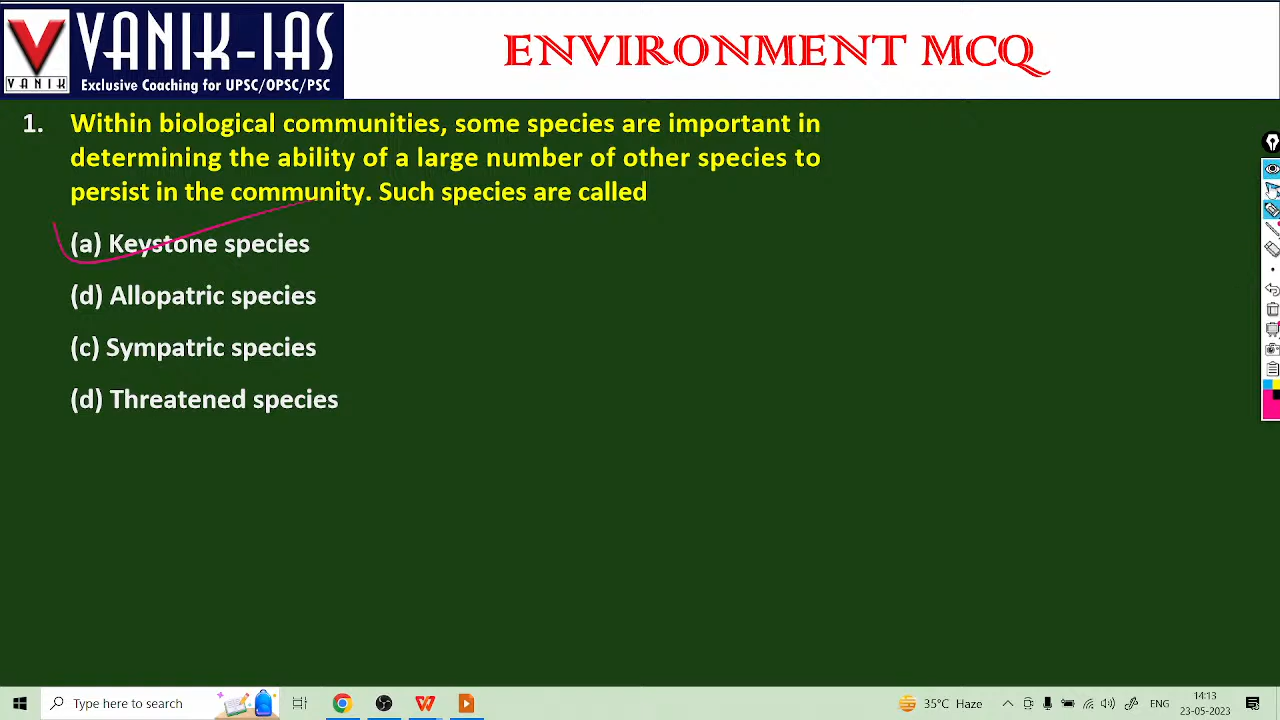 VANIK-IAS
VANIK
Exclusive Coaching for UPSC/OPSC/PSC
ENVIRONMENT MCQ
1. Within biological communities, some species are important in
determining the ability of a large number of other species to
persist in the community. Such species are called
(a) Keystone species
(d) Allopatric species
(c) Sympatric species
(d) Threatened species
Type here to search
35°C Haze
ENG
14:13
23-05-2023